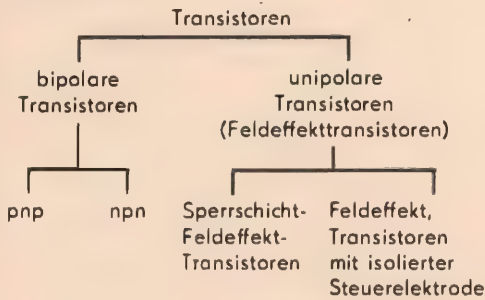 Transistoren
bipolare
Transistoren
unipolare
Transistoren
(Feldeffekttransistoren)
pnp
npn
Sperrschicht-
Feldeffekt-
Transistoren
Feldeffekt,
Transistoren
mit isolierter
Steuerelektrode